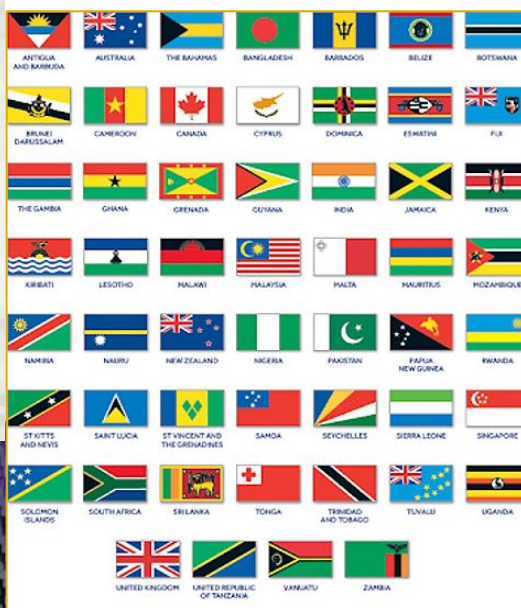 ANTIGUA
AND BARBUDA
AUSTRALIA
THE BAHAMAS
BANGLADESH
BARBADOS
BELIZE
BOTSWANA
BRUNEI
DARUSSALAM
CAMEROON
CANADA
CYPRUS
DOMINICA
ESWATINI
FIJI
THE GAMBIA
GHANA
GRENADA
GUYANA
INDIA
JAMAICA
KENYA
KIRIBATI
LESOTHO
MALAWI
MALAYSIA
MALTA
MAURITIUS
MOZAMBIQUE
NAMIBIA
NAURU
NEW ZEALAND
NIGERIA
PAKISTAN
PAPUA
NEW GUINEA
RWANDA
ST KITTS
AND NEVIS
SAINT LUCIA
ST VINCENT AND
THE GRENADINES
SAMOA
SEYCHELLES
SIERRA LEONE
SINGAPORE
SOLOMON
ISLANDS
SOUTH AFRICA
SRI LANKA
TONGA
TRINIDAD
AND TOBAGO
TUVALU
UGANDA
UNITED KINGDOM
UNITED REPUBLIC
OF TANZANIA
VANUATU
ZAMBIA